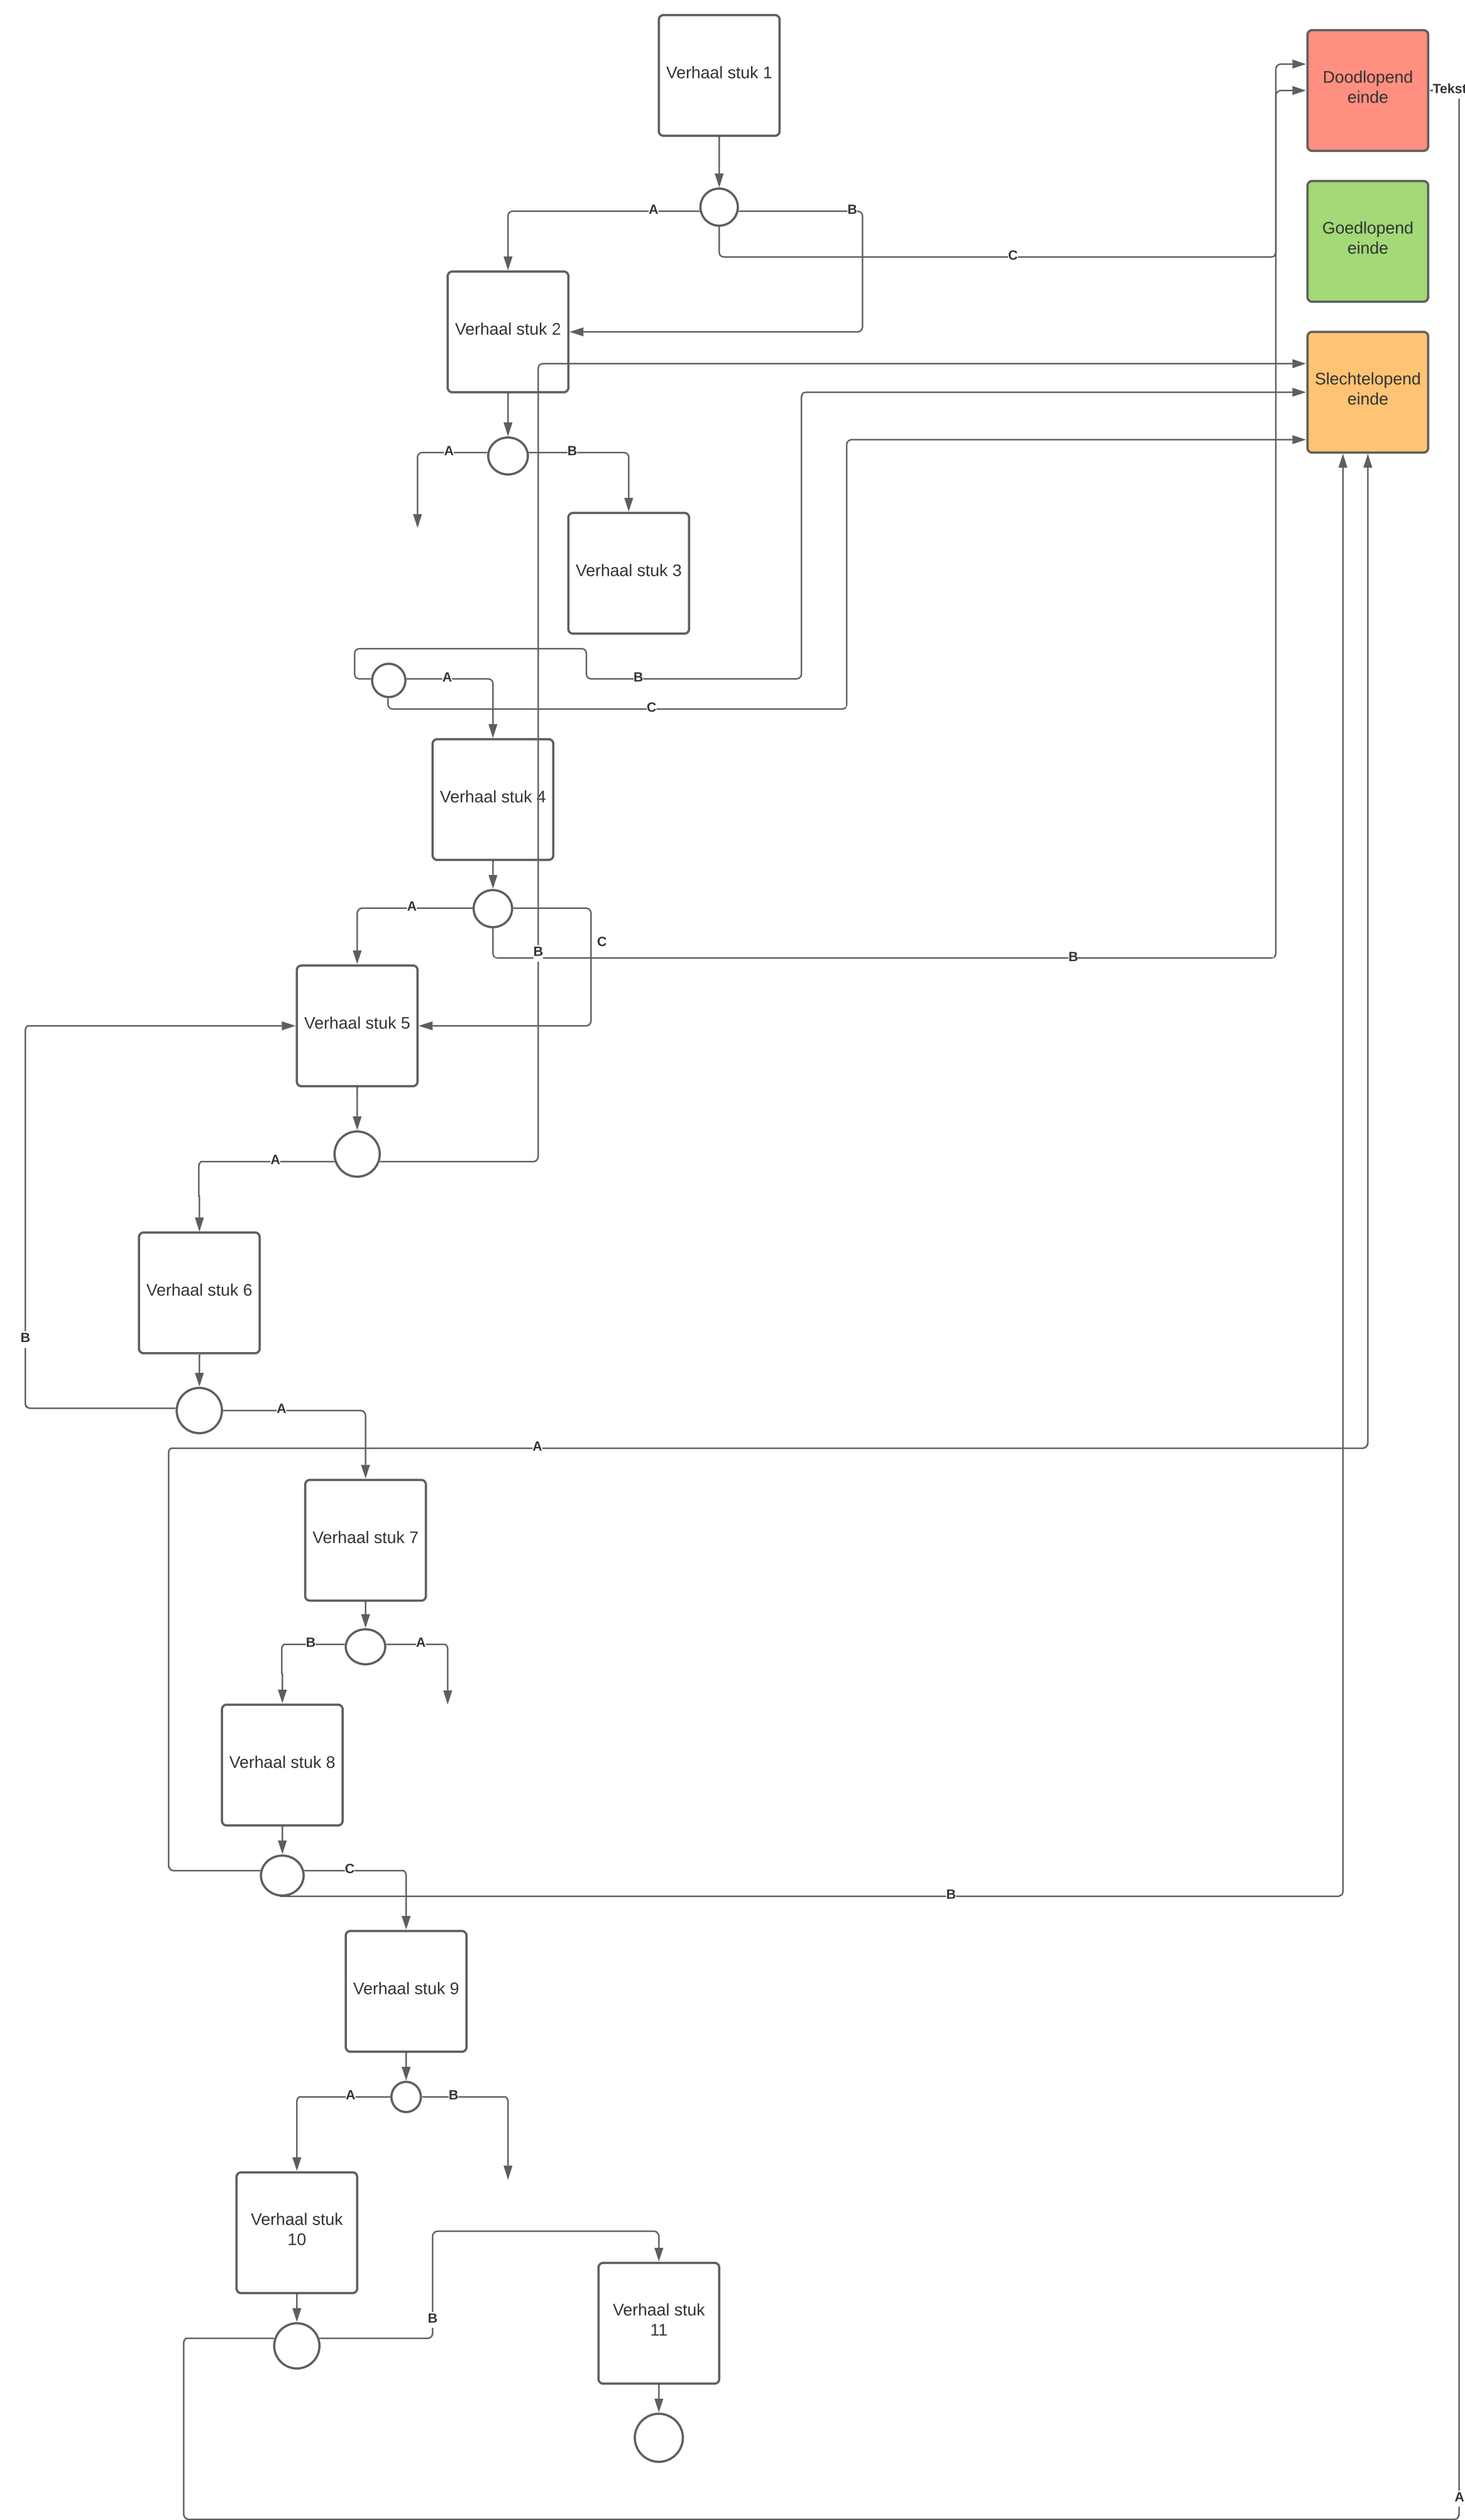 Verhaal stuk 1
Doodlopend
einde
Tekst
A
B
C
Goedlopend
einde
Verhaal stuk 2
Slechtelopend
einde
A
B
Verhaal stuk 3
A
B
C
Verhaal stuk 4
A
C
B
B
Verhaal stuk 5
A
Verhaal stuk 6
B
A
A
Verhaal stuk 7
B
A
Verhaal stuk 8
C
B
Verhaal stuk 9
A
B
Verhaal stuk
10
Verhaal stuk
11
B
A